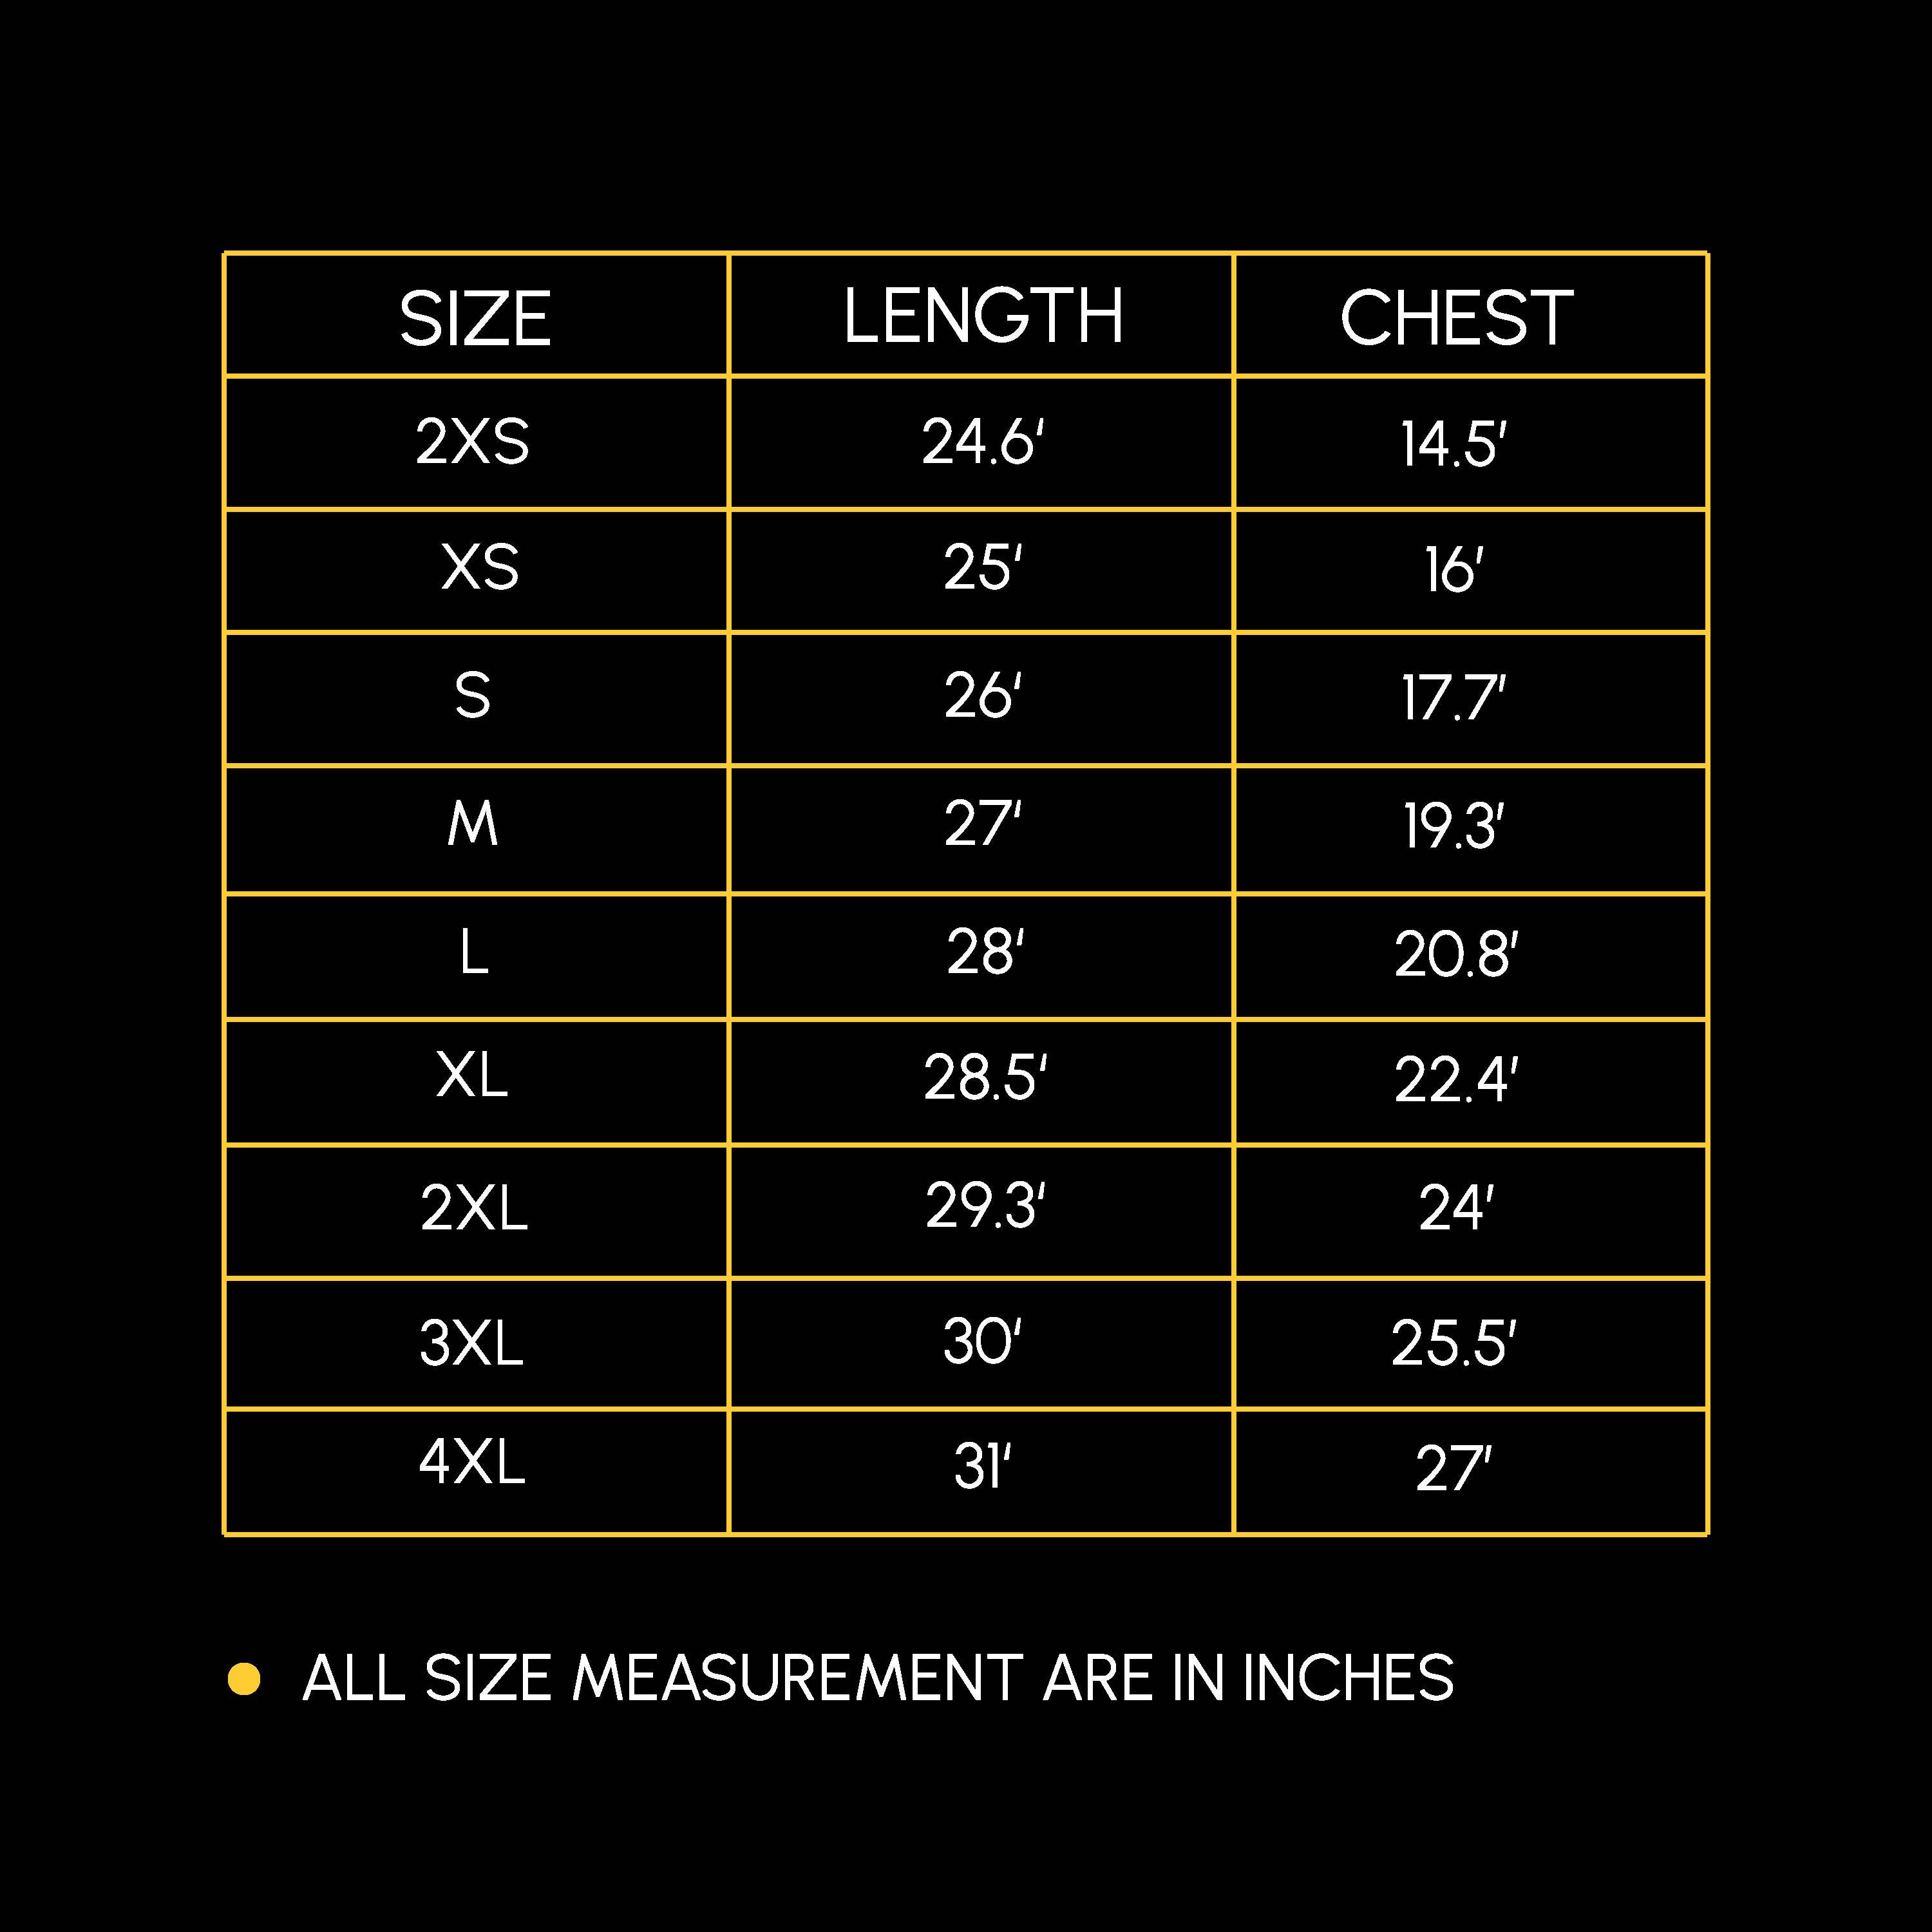 SIZE LENGTH CHEST
2XS 24.6' 14.5'
XS 25' 16'
S 26' 17.7'
M 27' 19.3'
L 28' 20.8'
XL 28.5' 22.4'
2XL 29.3' 24'
3XL 30' 25.5'
4XL 31' 27'
ALL SIZE MEASUREMENT ARE IN INCHES